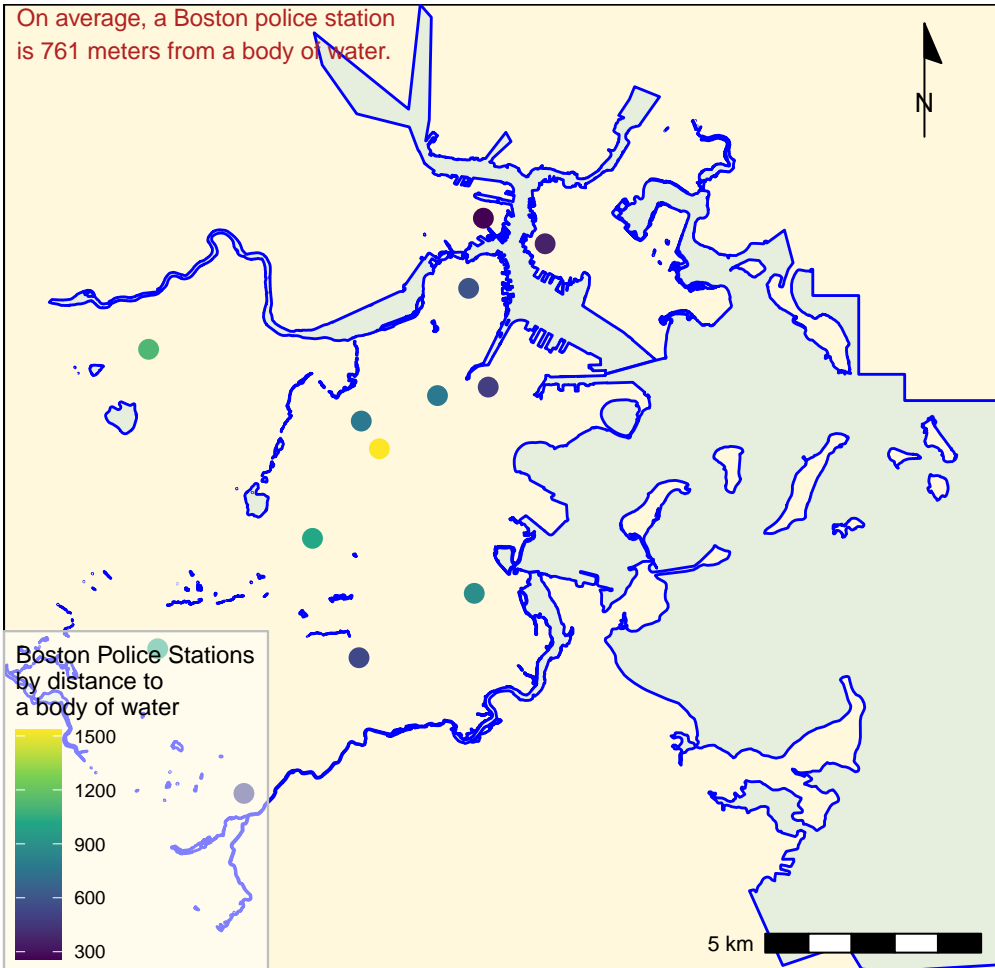 On average, a Boston police station
is 761 meters from a body of water.
N
Boston Police Stations
by distance to
a body of water
1500
1200
900
600
300
5 km